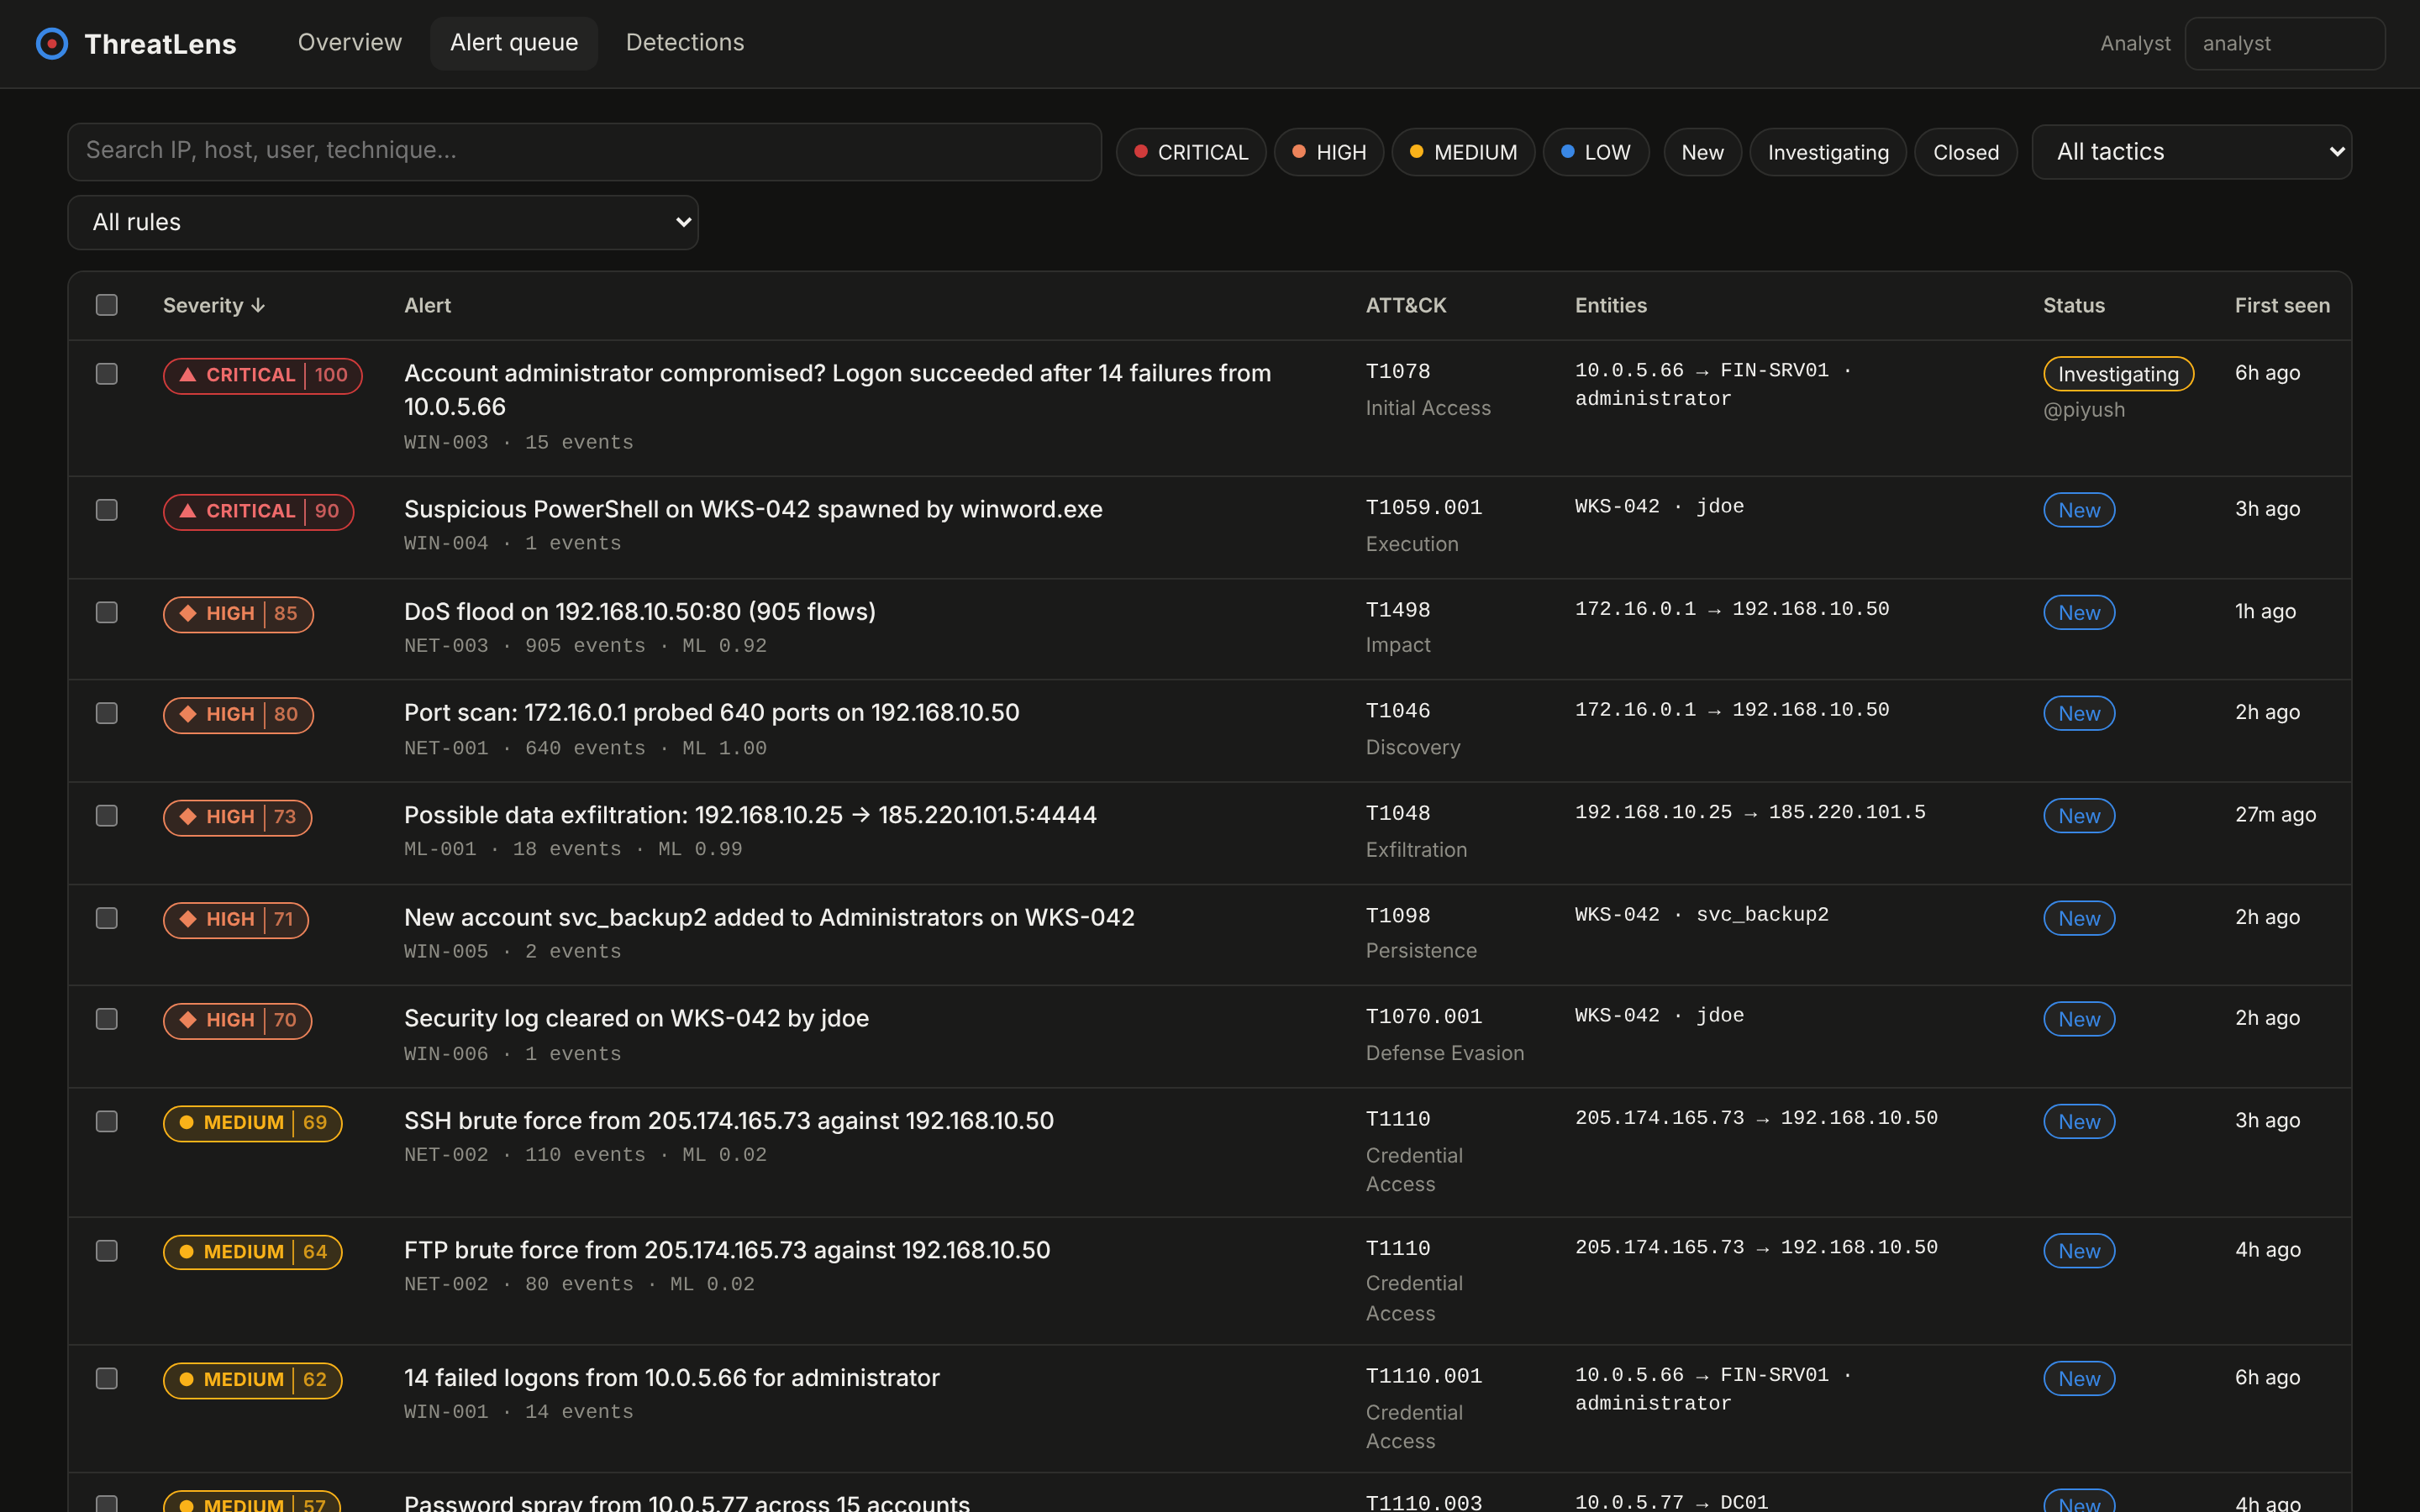 ThreatLens Overview Alert queue Detections Analyst analyst
Search IP, host, user, technique... CRITICAL HIGH MEDIUM LOW New Investigating Closed All tactics
All rules
Severity ↓ Alert ATT&CK Entities Status First seen
CRITICAL 100 Account administrator compromised? Logon succeeded after 14 failures from T1078 10.0.5.66 → FIN-SRV01 · Investigating 6h ago
10.0.5.66 Initial Access administrator @piyush
WIN-003 · 15 events
CRITICAL 90 Suspicious PowerShell on WKS-042 spawned by winword.exe T1059.001 WKS-042 · jdoe New 3h ago
WIN-004 · 1 events Execution
HIGH 85 DoS flood on 192.168.10.50:80 (905 flows) T1498 172.16.0.1 → 192.168.10.50 New 1h ago
NET-003 · 905 events · ML 0.92 Impact
HIGH 80 Port scan: 172.16.0.1 probed 640 ports on 192.168.10.50 T1046 172.16.0.1 → 192.168.10.50 New 2h ago
NET-001 · 640 events · ML 1.00 Discovery
HIGH 73 Possible data exfiltration: 192.168.10.25 → 185.220.101.5:4444 T1048 192.168.10.25 → 185.220.101.5 New 27m ago
ML-001 · 18 events · ML 0.99 Exfiltration
HIGH 71 New account svc_backup2 added to Administrators on WKS-042 T1098 WKS-042 · svc_backup2 New 2h ago
WIN-005 · 2 events Persistence
HIGH 70 Security log cleared on WKS-042 by jdoe T1070.001 WKS-042 · jdoe New 2h ago
WIN-006 · 1 events Defense Evasion
MEDIUM 69 SSH brute force from 205.174.165.73 against 192.168.10.50 T1110 205.174.165.73 → 192.168.10.50 New 3h ago
NET-002 · 110 events · ML 0.02 Credential
Access
MEDIUM 64 FTP brute force from 205.174.165.73 against 192.168.10.50 T1110 205.174.165.73 → 192.168.10.50 New 4h ago
NET-002 · 80 events · ML 0.02 Credential
Access
MEDIUM 62 14 failed logons from 10.0.5.66 for administrator T1110.001 10.0.5.66 → FIN-SRV01 · New 6h ago
WIN-001 · 14 events Credential administrator
Access
MEDIUM 57 Password spray from 10.0.5.77 across 15 accounts T1110.003 10.0.5.77 → DC01 New 4h ago